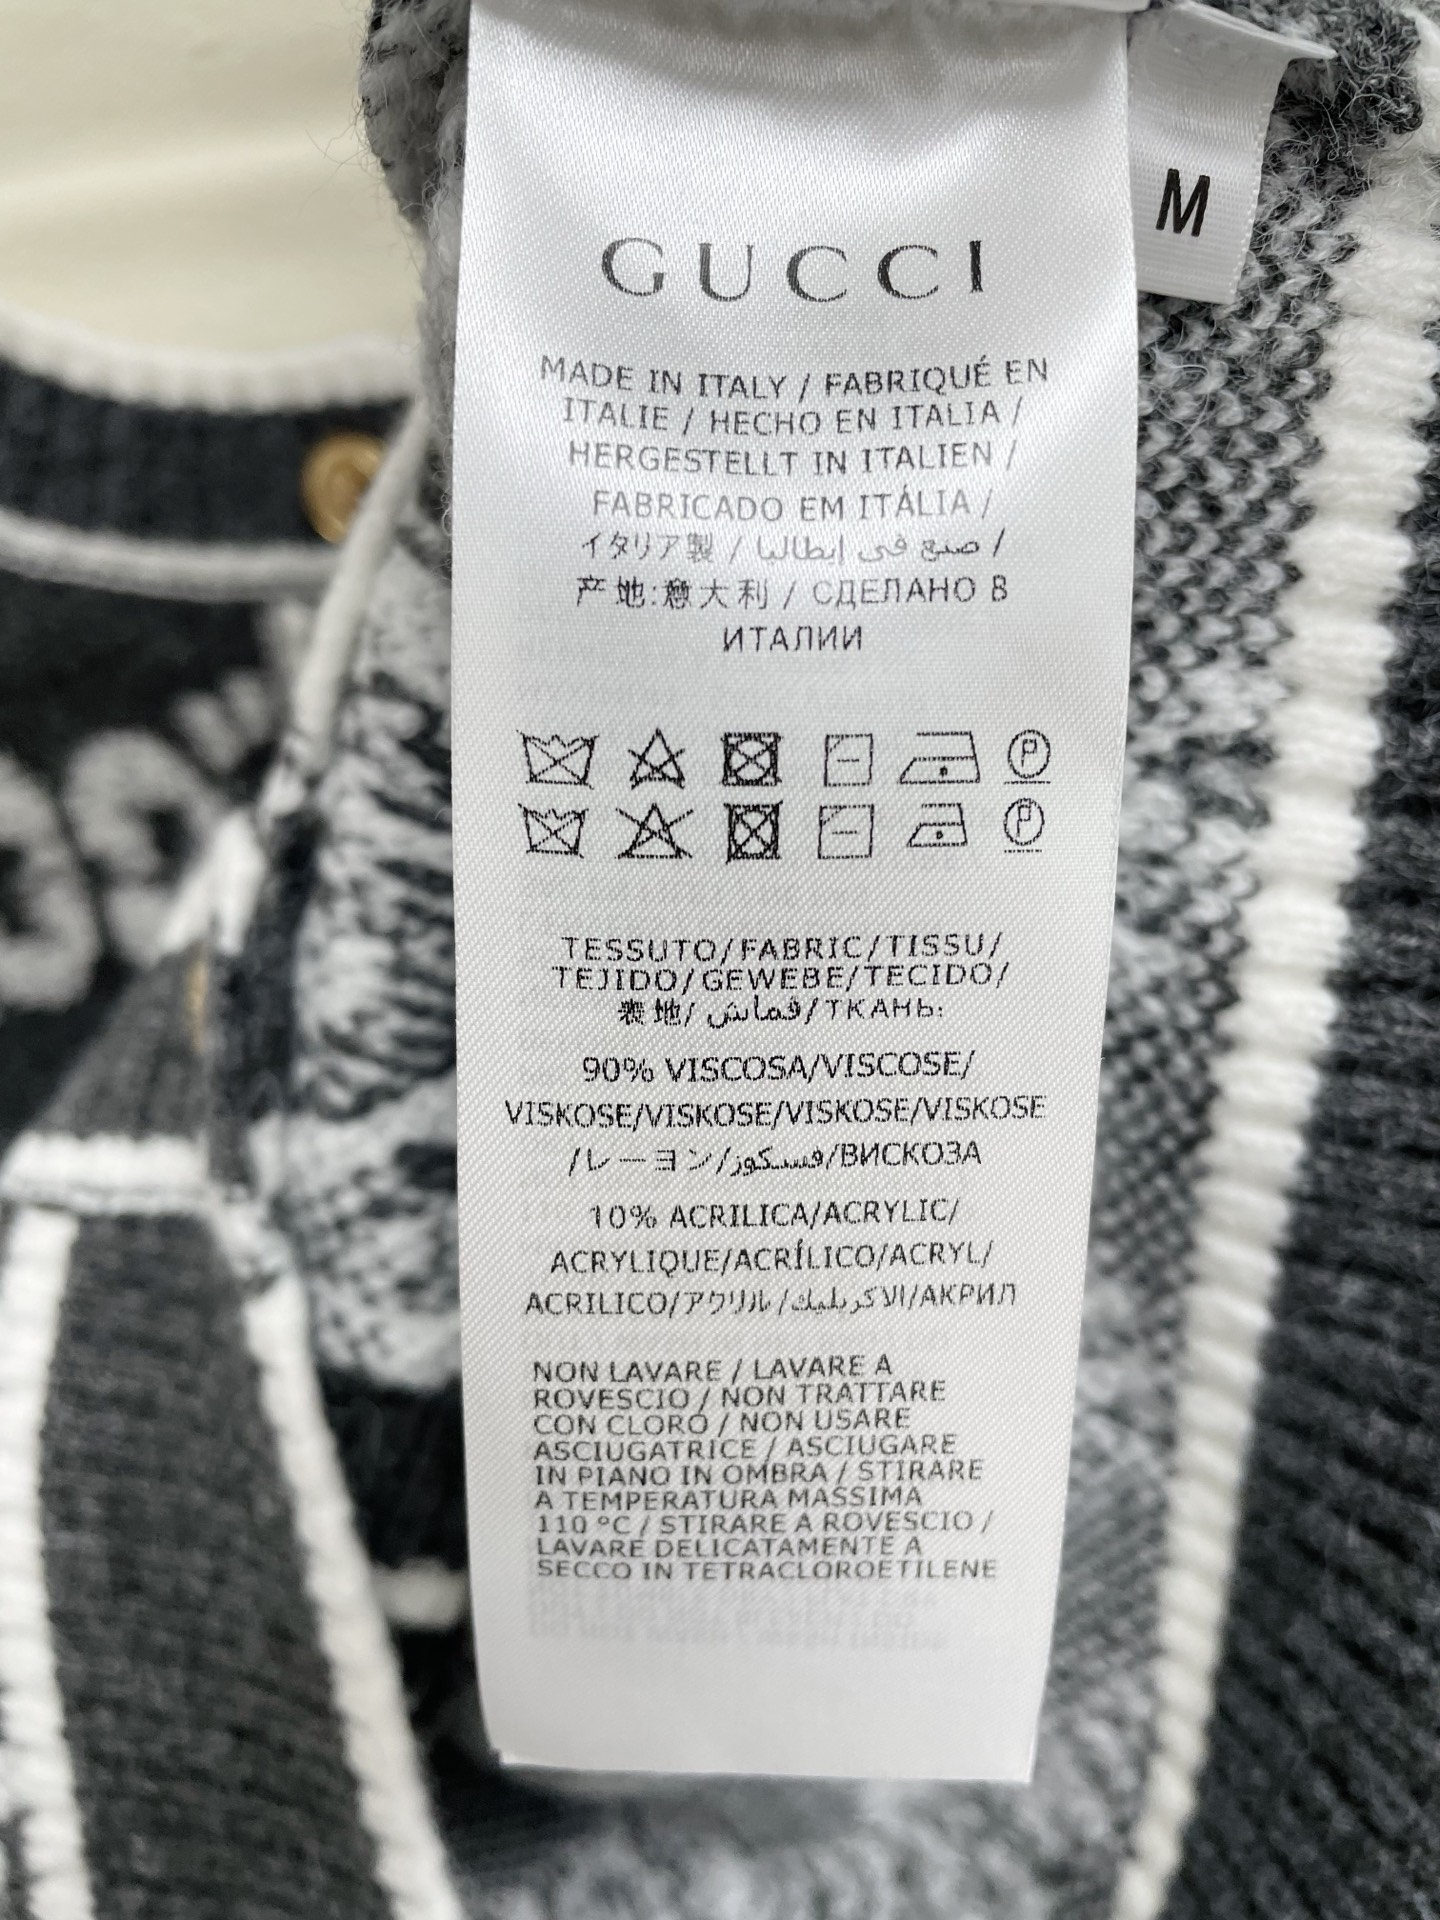 M
GUCCI
MADE IN ITALY / FABRIQUÉ EN
ITALIE / HECHO EN ITALIA /
HERGESTELLT IN ITALIEN /
FABRICADO EM ITÁLIA /
イタリア製 / صنع في إيطاليا /
产地:意大利 / СДЕЛАНО В
ИТАЛИИ
P
P
TESSUTO/FABRIC/TISSU/
TEJIDO/GEWEBE/TECIDO/
表地/قماش/ТКАНЬ:
90% VISCOSA/VISCOSE/
VISKOSE/VISKOSE/VISKOSE/VISKOSE
/レーヨン/فسكوز/ВИСКОЗА
10% ACRILICA/ACRYLIC/
ACRYLIQUE/ACRÍLICO/ACRYL/
ACRILICO/アクリル/الاكريليك/АКРИЛ
NON LAVARE / LAVARE A
ROVESCIO / NON TRATTARE
CON CLORO / NON USARE
ASCIUGATRICE / ASCIUGARE
IN PIANO IN OMBRA / STIRARE
A TEMPERATURA MASSIMA
110 °C / STIRARE A ROVESCIO /
LAVARE DELICATAMENTE A
SECCO IN TETRACLOROETILENE